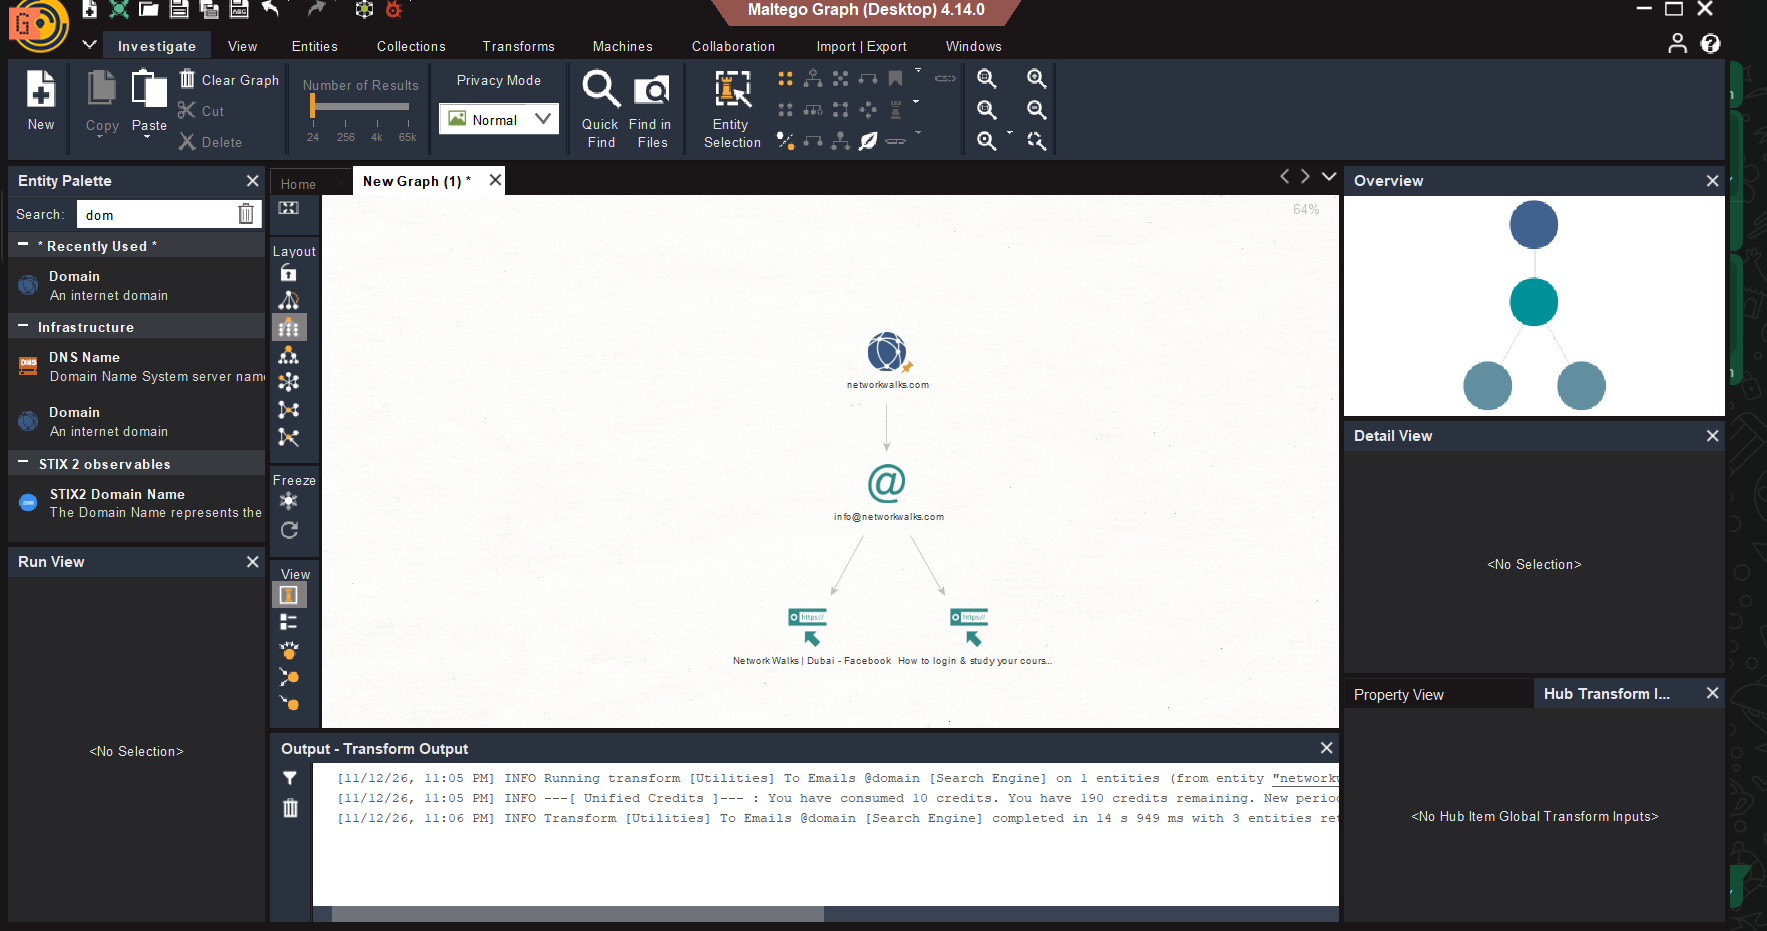 Maltego Graph (Desktop) 4.14.0
Investigate View Entities Collections Transforms Machines Collaboration Import | Export Windows
New
Copy
Paste
Clear Graph
Cut
Delete
Number of Results
24 256 4k 65k
Privacy Mode
Normal
Quick
Find
Find in
Files
Entity
Selection
Entity Palette
Search: dom
* Recently Used *
Domain
An internet domain
Infrastructure
DNS Name
Domain Name System server name
Domain
An internet domain
STIX 2 observables
STIX2 Domain Name
The Domain Name represents the
Run View
<No Selection>
Home
New Graph (1) *
Layout
Freeze
View
64%
networkwalks.com
@
info@networkwalks.com
https://
https://
Network Walks | Dubai - Facebook
How to login & study your cours...
Output - Transform Output
[11/12/26, 11:05 PM] INFO Running transform [Utilities] To Emails @domain [Search Engine] on 1 entities (from entity "network
[11/12/26, 11:05 PM] INFO ---[ Unified Credits ]--- : You have consumed 10 credits. You have 190 credits remaining. New perio
[11/12/26, 11:06 PM] INFO Transform [Utilities] To Emails @domain [Search Engine] completed in 14 s 949 ms with 3 entities ret
Overview
Detail View
<No Selection>
Property View
Hub Transform I...
<No Hub Item Global Transform Inputs>